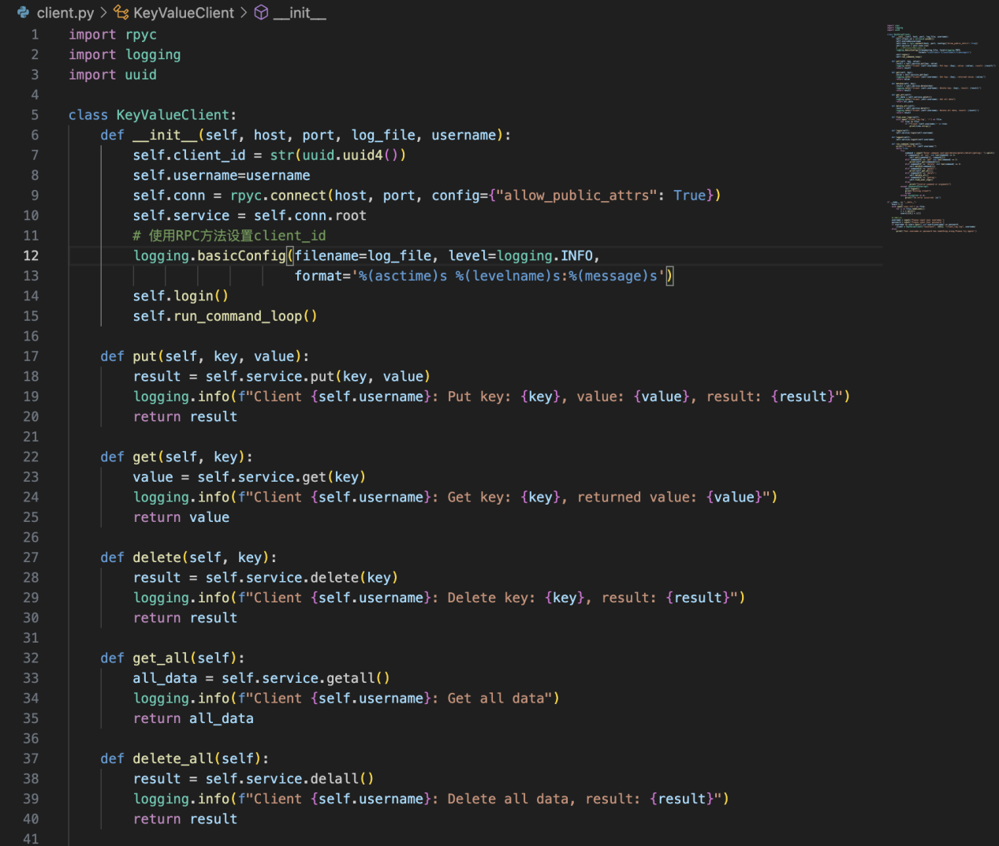 client.py > KeyValueClient > __init__
1 import rpyc
2 import logging
3 import uuid
4
5 class KeyValueClient:
6     def __init__(self, host, port, log_file, username):
7         self.client_id = str(uuid.uuid4())
8         self.username=username
9         self.conn = rpyc.connect(host, port, config={"allow_public_attrs": True})
10         self.service = self.conn.root
11         # 使用RPC方法设置client_id
12         logging.basicConfig(filename=log_file, level=logging.INFO,
13                             format='%(asctime)s %(levelname)s:%(message)s')
14         self.login()
15         self.run_command_loop()
16
17     def put(self, key, value):
18         result = self.service.put(key, value)
19         logging.info(f"Client {self.username}: Put key: {key}, value: {value}, result: {result}")
20         return result
21
22     def get(self, key):
23         value = self.service.get(key)
24         logging.info(f"Client {self.username}: Get key: {key}, returned value: {value}")
25         return value
26
27     def delete(self, key):
28         result = self.service.delete(key)
29         logging.info(f"Client {self.username}: Delete key: {key}, result: {result}")
30         return result
31
32     def get_all(self):
33         all_data = self.service.getall()
34         logging.info(f"Client {self.username}: Get all data")
35         return all_data
36
37     def delete_all(self):
38         result = self.service.delall()
39         logging.info(f"Client {self.username}: Delete all data, result: {result}")
40         return result
41